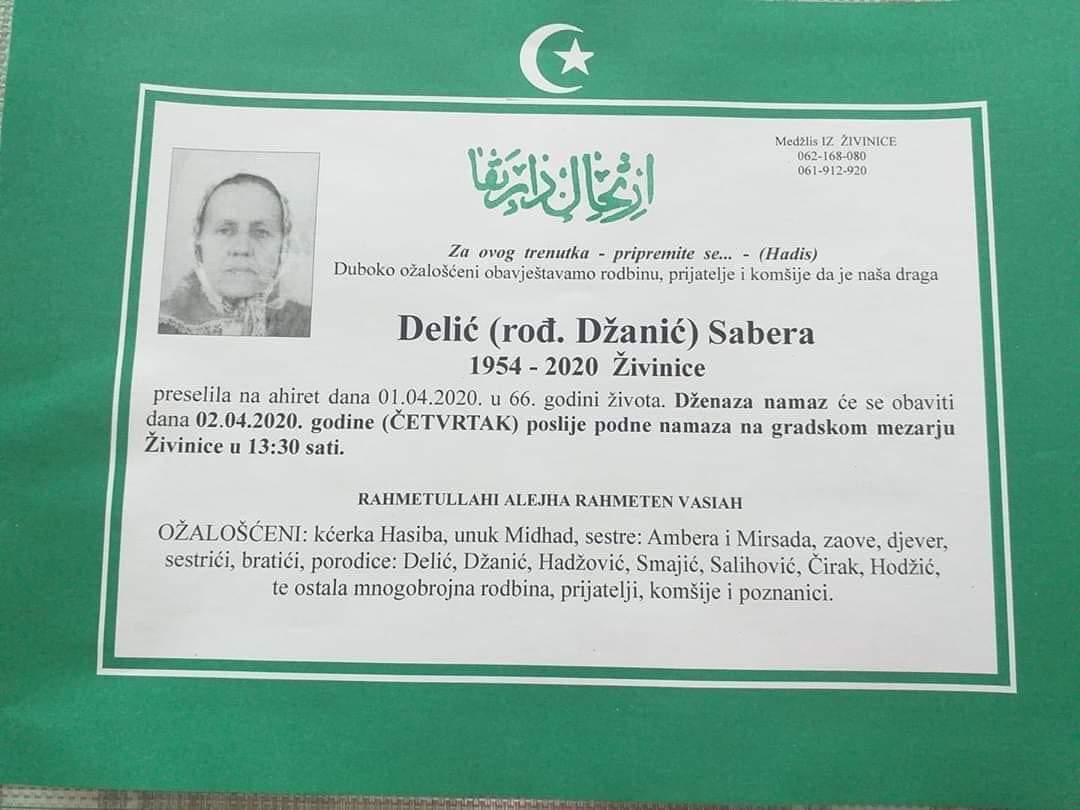 Medžlis IZ ŽIVINICE
062-168-080
061-912-920
Za ovog trenutka - pripremite se... - (Hadis)
Duboko ožalošćeni obavještavamo rodbinu, prijatelje i komšije da je naša draga
Delić (rođ. Džanić) Sabera
1954 - 2020 Živinice
preselila na ahiret dana 01.04.2020. u 66. godini života. Dženaza namaz će se obaviti
dana 02.04.2020. godine (ČETVRTAK) poslije podne namaza na gradskom mezarju
Živinice u 13:30 sati.
RAHMETULLAHI ALEJHA RAHMETEN VASIAH
OŽALOŠĆENI: kćerka Hasiba, unuk Midhad, sestre: Ambera i Mirsada, zaove, djever,
sestrići, bratići, porodice: Delić, Džanić, Hadžović, Smajić, Salihović, Čirak, Hodžić,
te ostala mnogobrojna rodbina, prijatelji, komšije i poznanici.